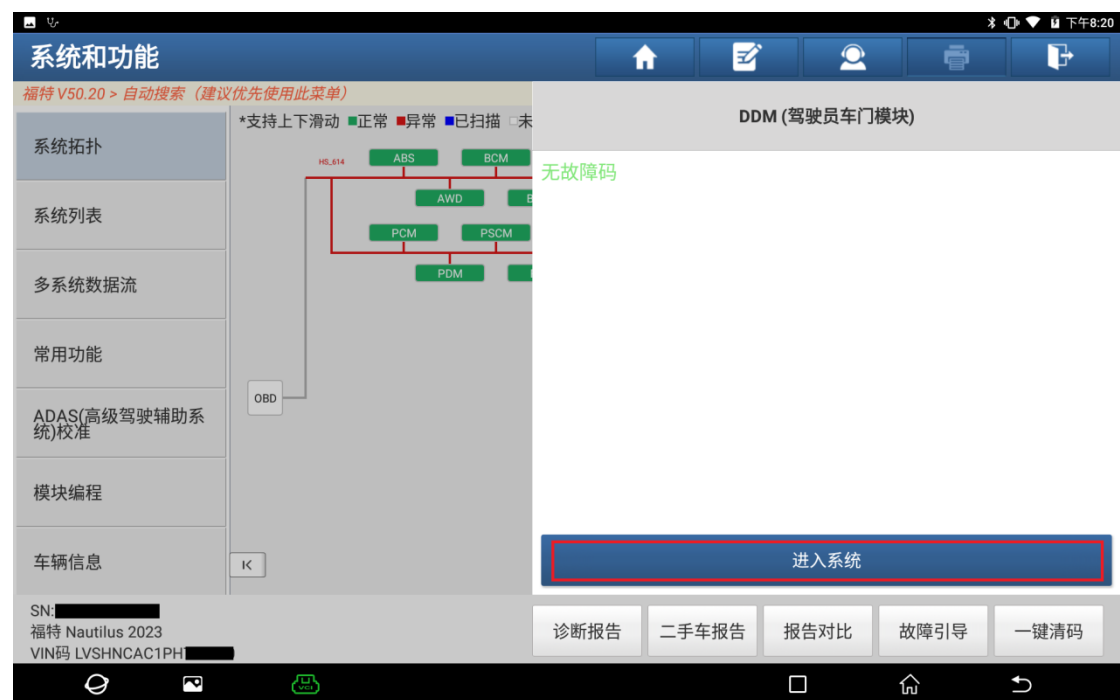 下午8:20
系统和功能
福特 V50.20 > 自动搜索（建议优先使用此菜单）
系统拓扑
系统列表
多系统数据流
常用功能
ADAS(高级驾驶辅助系
统)校准
模块编程
车辆信息
*支持上下滑动 正常 异常 已扫描 未
HS_614
ABS
BCM
AWD
PCM
PSCM
PDM
OBD
DDM (驾驶员车门模块)
无故障码
进入系统
SN:
福特 Nautilus 2023
VIN码 LVSHNCAC1PH
诊断报告
二手车报告
报告对比
故障引导
一键清码
VCI